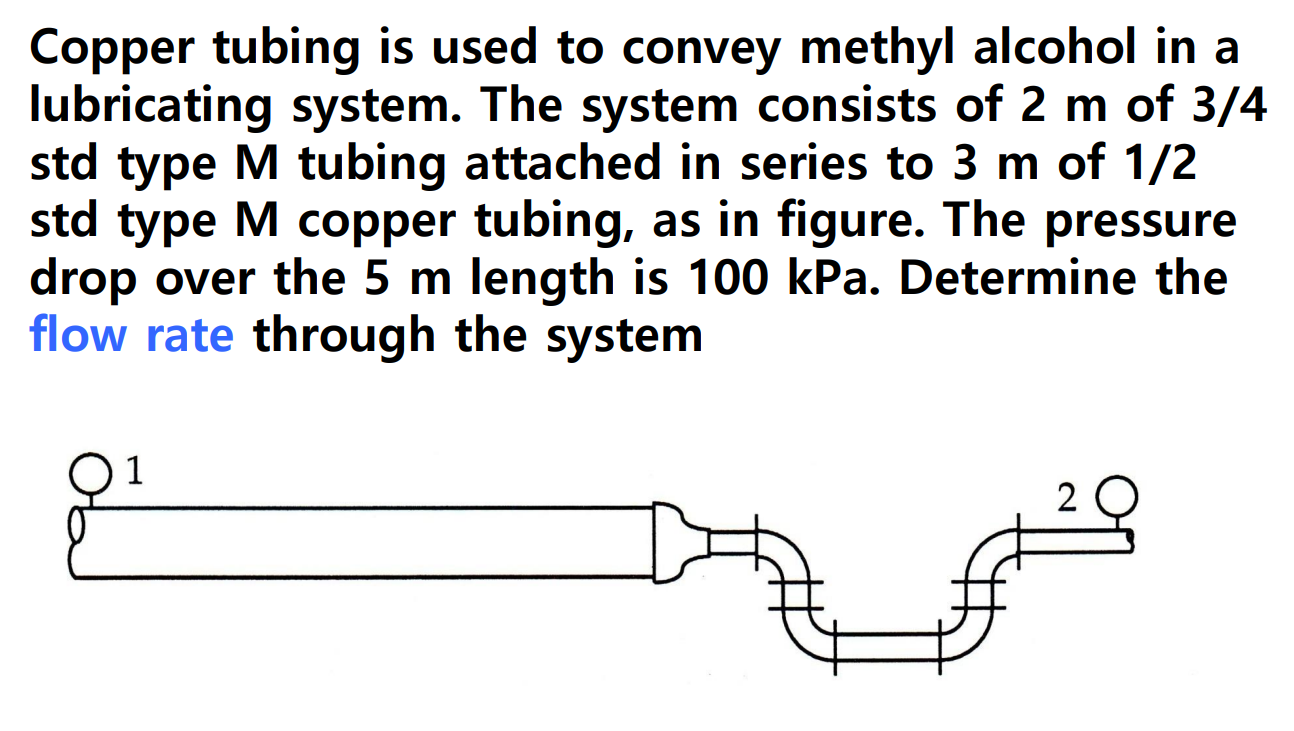 Copper tubing is used to convey methyl alcohol in a
lubricating system. The system consists of 2 m of 3/4
std type M tubing attached in series to 3 m of 1/2
std type M copper tubing, as in figure. The pressure
drop over the 5 m length is 100 kPa. Determine the
flow rate through the system
1
2